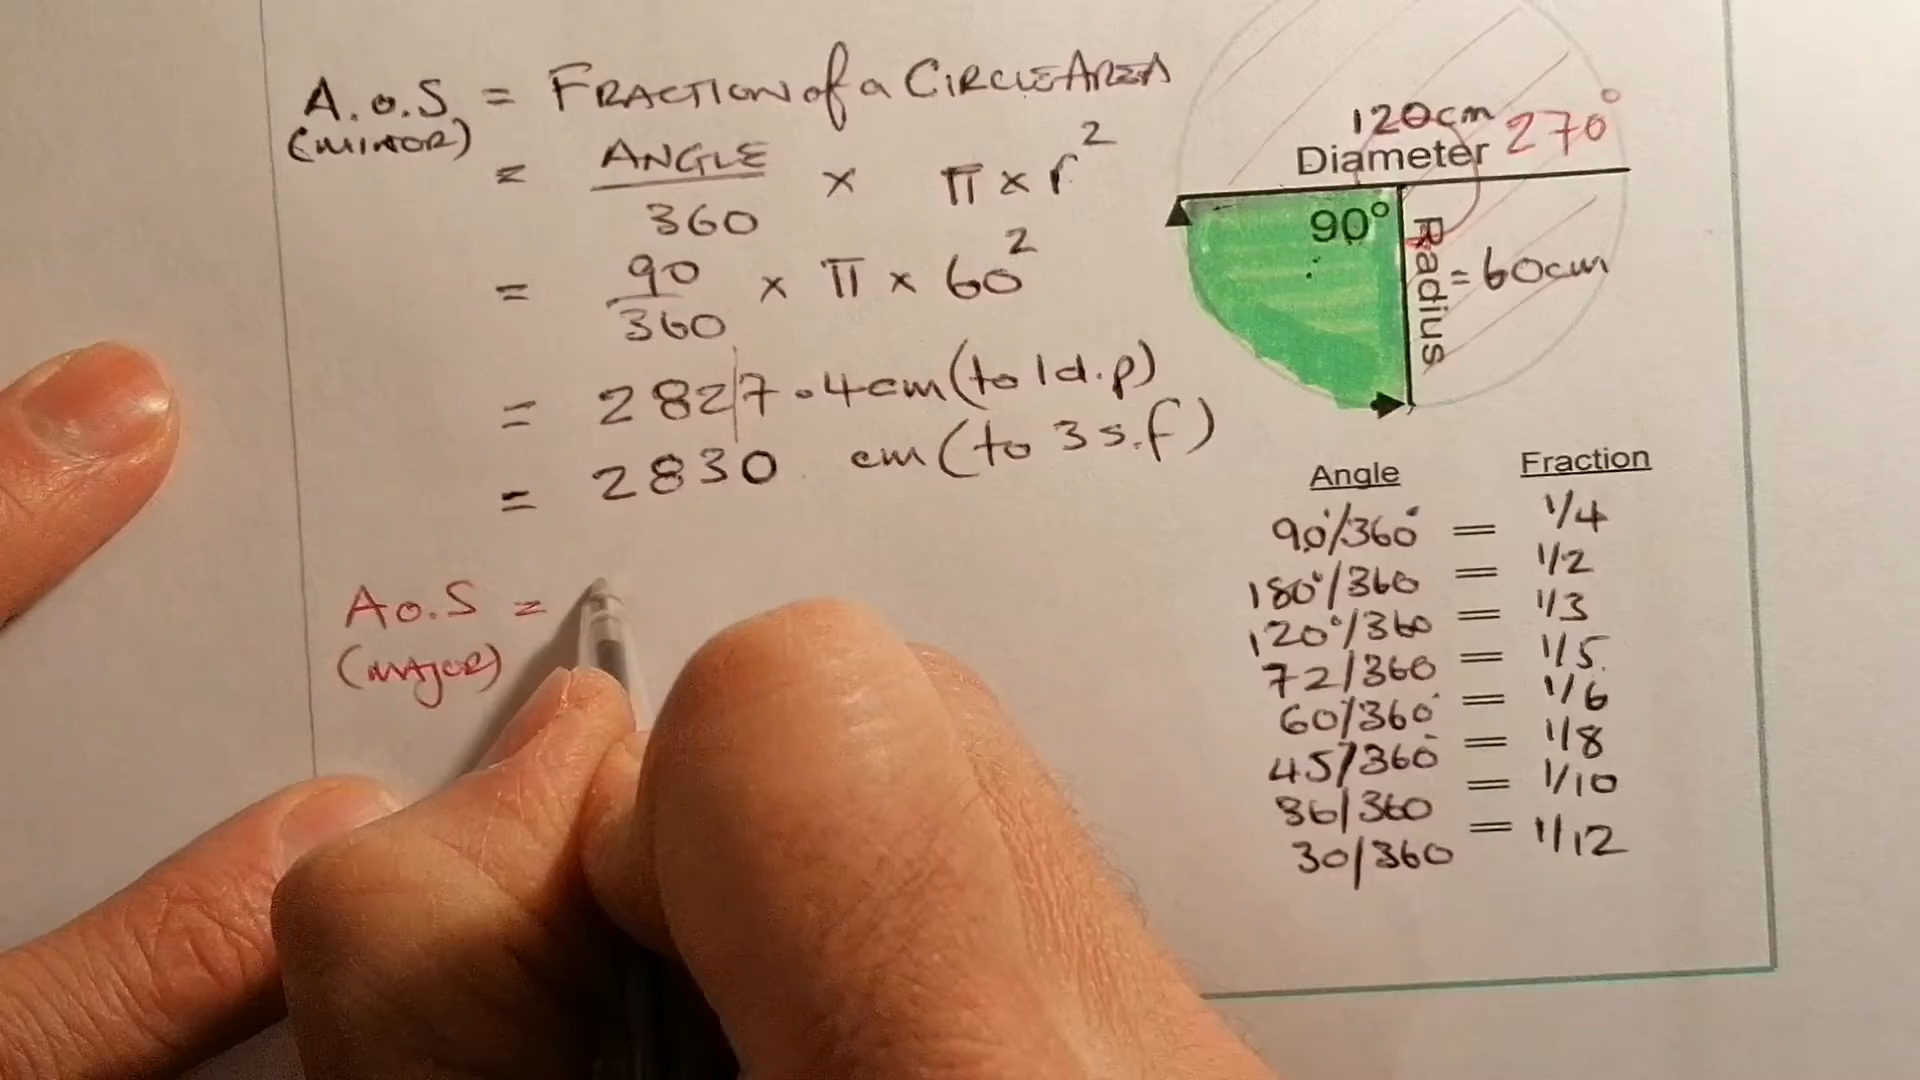 A.o.S = FRACTION of a CIRCLE AREA
(MINOR)
= ANGLE/360 × π × r²
= 90/360 × π × 60²
= 2827.4cm (to 1d.p)
= 2830 cm (to 3 s.f)
A o.S =
(MAJOR)
120cm
Diameter 270°
90°
Radius = 60cm
Angle Fraction
90°/360° = 1/4
180°/360 = 1/2
120°/360 = 1/3
72/360 = 1/5
60/360° = 1/6
45/360° = 1/8
36/360 = 1/10
30/360 = 1/12